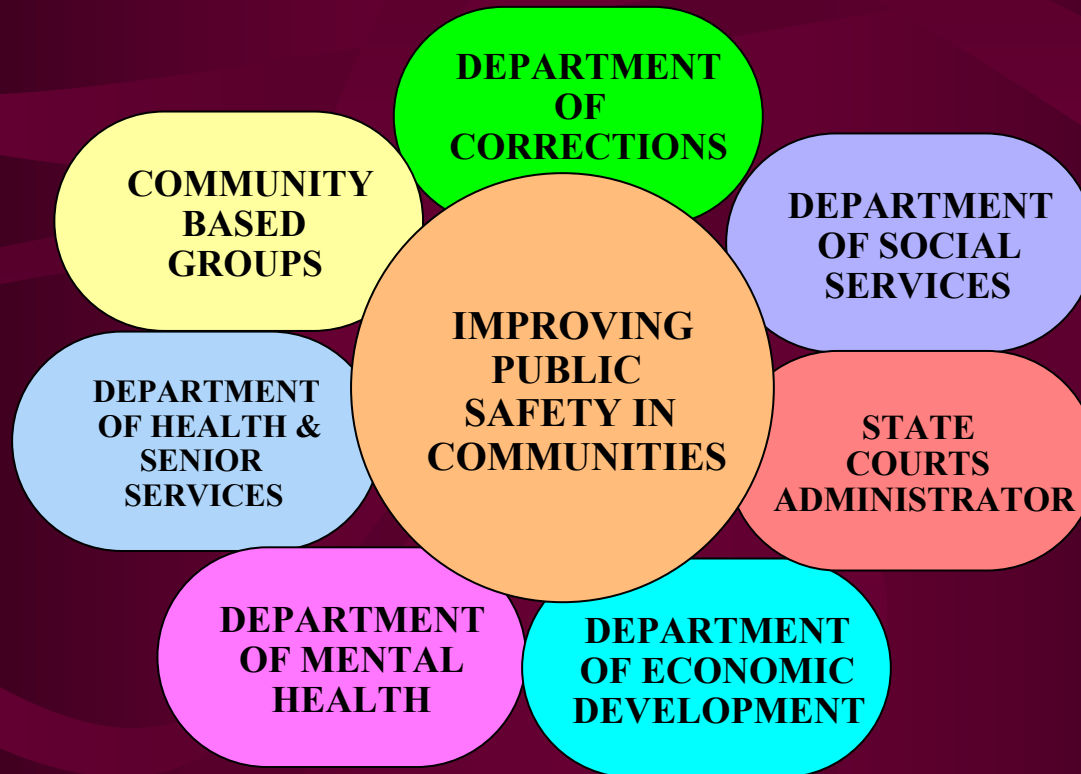 DEPARTMENT
OF
CORRECTIONS
COMMUNITY
BASED
GROUPS
DEPARTMENT
OF SOCIAL
SERVICES
IMPROVING
PUBLIC
SAFETY IN
COMMUNITIES
DEPARTMENT
OF HEALTH &
SENIOR
SERVICES
STATE
COURTS
ADMINISTRATOR
DEPARTMENT
OF MENTAL
HEALTH
DEPARTMENT
OF ECONOMIC
DEVELOPMENT